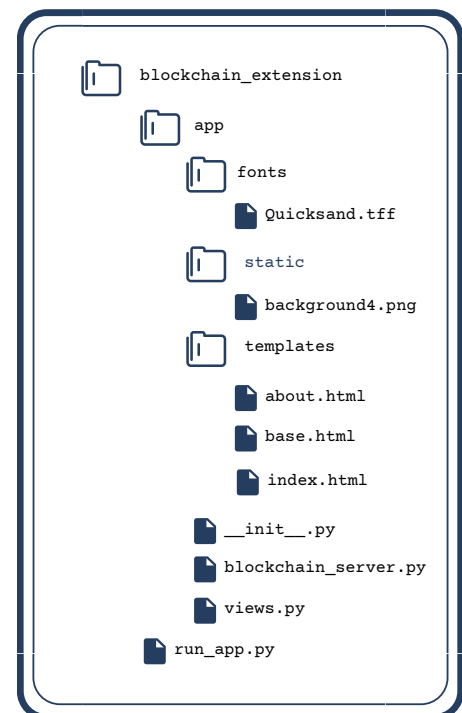 blockchain_extension
app
fonts
Quicksand.tff
static
background4.png
templates
about.html
base.html
index.html
__init__.py
blockchain_server.py
views.py
run_app.py